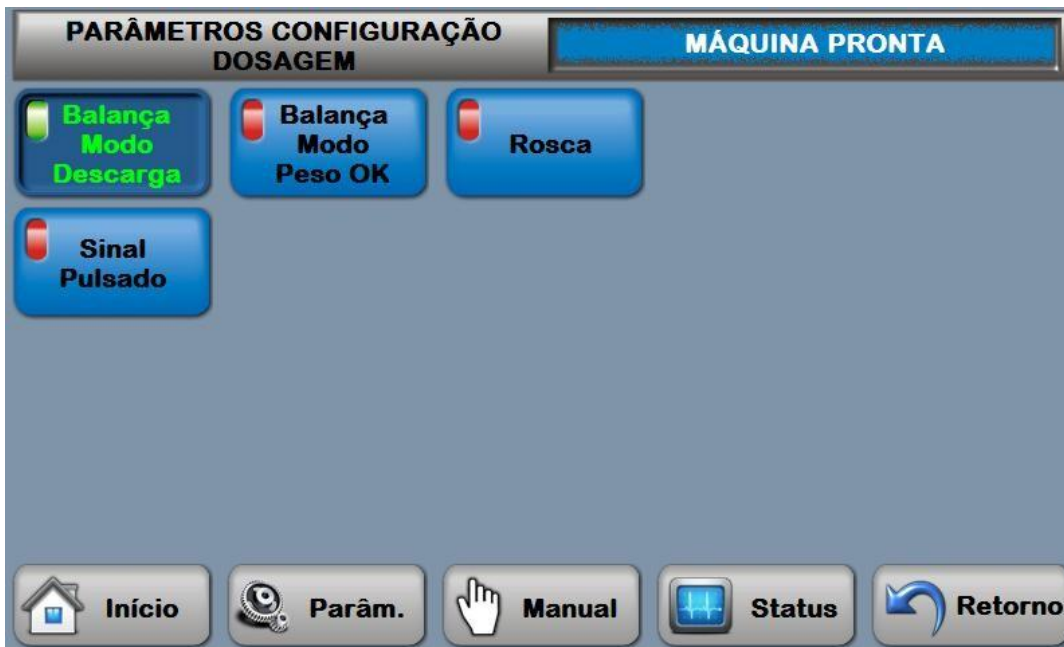 PARÂMETROS CONFIGURAÇÃO
DOSAGEM
MÁQUINA PRONTA
Balança
Modo
Descarga
Balança
Modo
Peso OK
Rosca
Sinal
Pulsado
Início
Parâm.
Manual
Status
Retorno